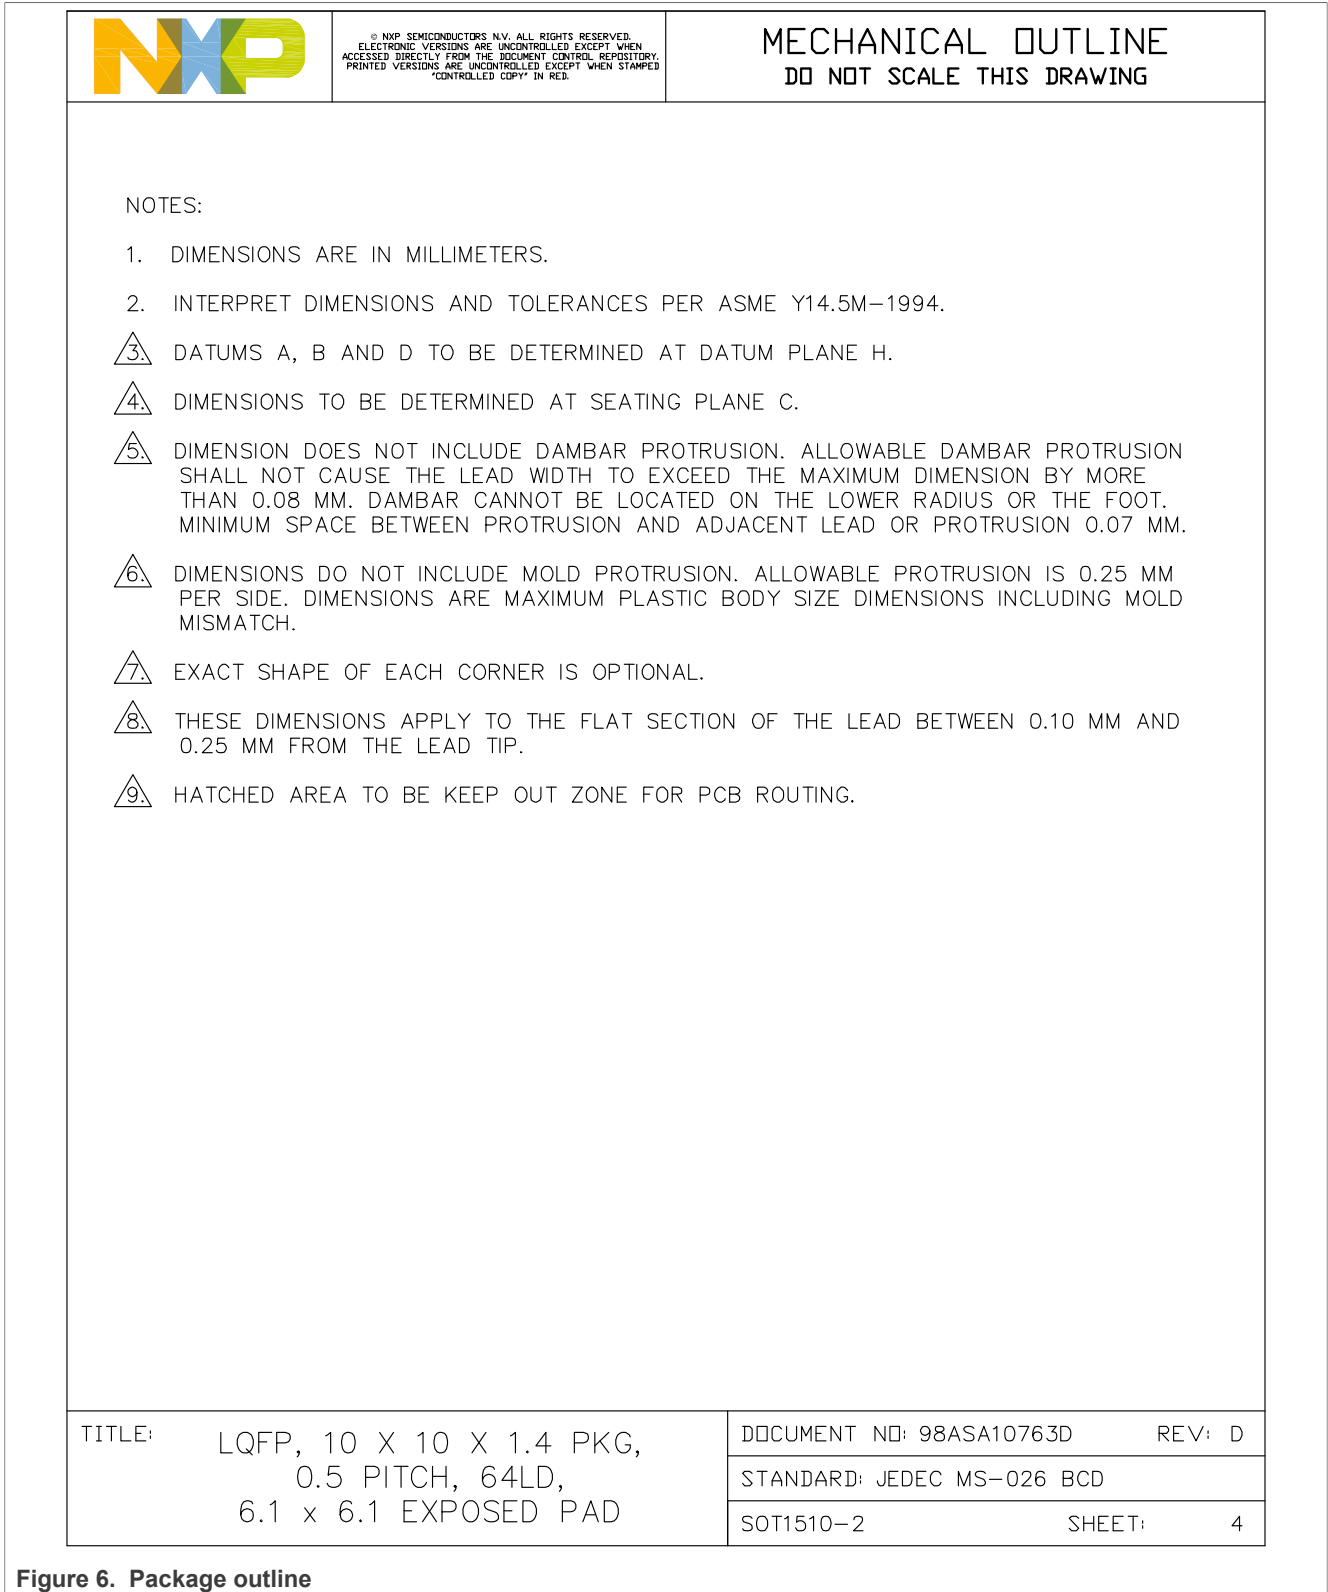 NXP
© NXP SEMICONDUCTORS N.V. ALL RIGHTS RESERVED.
ELECTRONIC VERSIONS ARE UNCONTROLLED EXCEPT WHEN
ACCESSED DIRECTLY FROM THE DOCUMENT CONTROL REPOSITORY.
PRINTED VERSIONS ARE UNCONTROLLED EXCEPT WHEN STAMPED
"CONTROLLED COPY" IN RED.
MECHANICAL OUTLINE
DO NOT SCALE THIS DRAWING
NOTES:
1. DIMENSIONS ARE IN MILLIMETERS.
2. INTERPRET DIMENSIONS AND TOLERANCES PER ASME Y14.5M-1994.
3. DATUMS A, B AND D TO BE DETERMINED AT DATUM PLANE H.
4. DIMENSIONS TO BE DETERMINED AT SEATING PLANE C.
5. DIMENSION DOES NOT INCLUDE DAMBAR PROTRUSION. ALLOWABLE DAMBAR PROTRUSION
SHALL NOT CAUSE THE LEAD WIDTH TO EXCEED THE MAXIMUM DIMENSION BY MORE
THAN 0.08 MM. DAMBAR CANNOT BE LOCATED ON THE LOWER RADIUS OR THE FOOT.
MINIMUM SPACE BETWEEN PROTRUSION AND ADJACENT LEAD OR PROTRUSION 0.07 MM.
6. DIMENSIONS DO NOT INCLUDE MOLD PROTRUSION. ALLOWABLE PROTRUSION IS 0.25 MM
PER SIDE. DIMENSIONS ARE MAXIMUM PLASTIC BODY SIZE DIMENSIONS INCLUDING MOLD
MISMATCH.
7. EXACT SHAPE OF EACH CORNER IS OPTIONAL.
8. THESE DIMENSIONS APPLY TO THE FLAT SECTION OF THE LEAD BETWEEN 0.10 MM AND
0.25 MM FROM THE LEAD TIP.
9. HATCHED AREA TO BE KEEP OUT ZONE FOR PCB ROUTING.
TITLE:
LQFP, 10 X 10 X 1.4 PKG,
0.5 PITCH, 64LD,
6.1 x 6.1 EXPOSED PAD
DOCUMENT NO: 98ASA10763D REV: D
STANDARD: JEDEC MS-026 BCD
SOT1510-2 SHEET: 4
Figure 6. Package outline